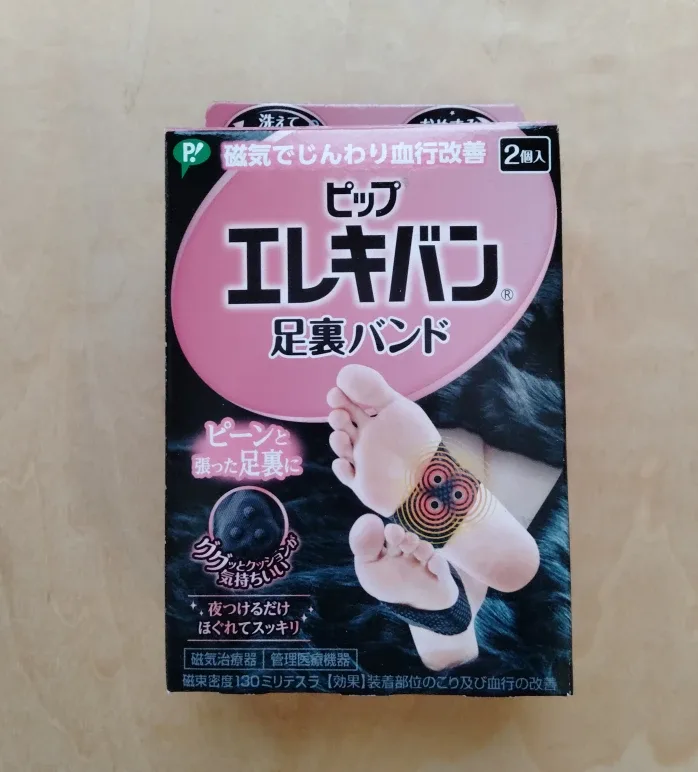 洗えて
P!
磁気でじんわり血行改善
2個入
ピップ
エレキバン®
足裏バンド
ピーンと
張った足裏に
ググッとクッションが
気持ちいい
夜つけるだけ
ほぐれてスッキリ
磁気治療器 管理医療機器
磁束密度130ミリテスラ【効果】装着部位のこり及び血行の改善